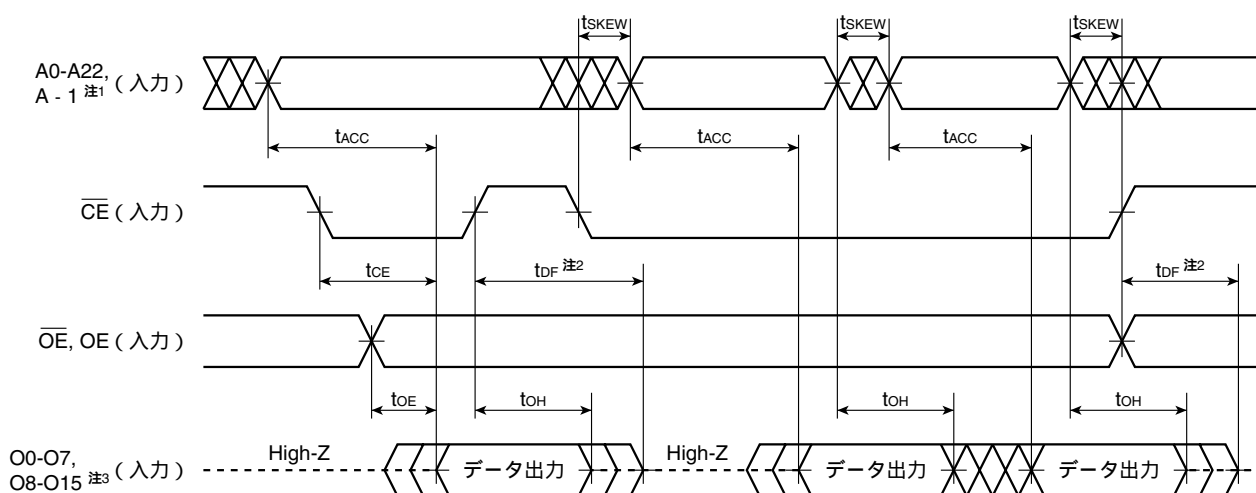 tSKEW tSKEW tSKEW
A0-A22,
A - 1 注1 (入力)
tACC tACC tACC
CE (入力)
tCE tDF 注2 tDF 注2
OE, OE (入力)
tOE tOH tOH tOH
O0-O7,
O8-O15 注3 (入力)
High-Z データ出力 High-Z データ出力 データ出力